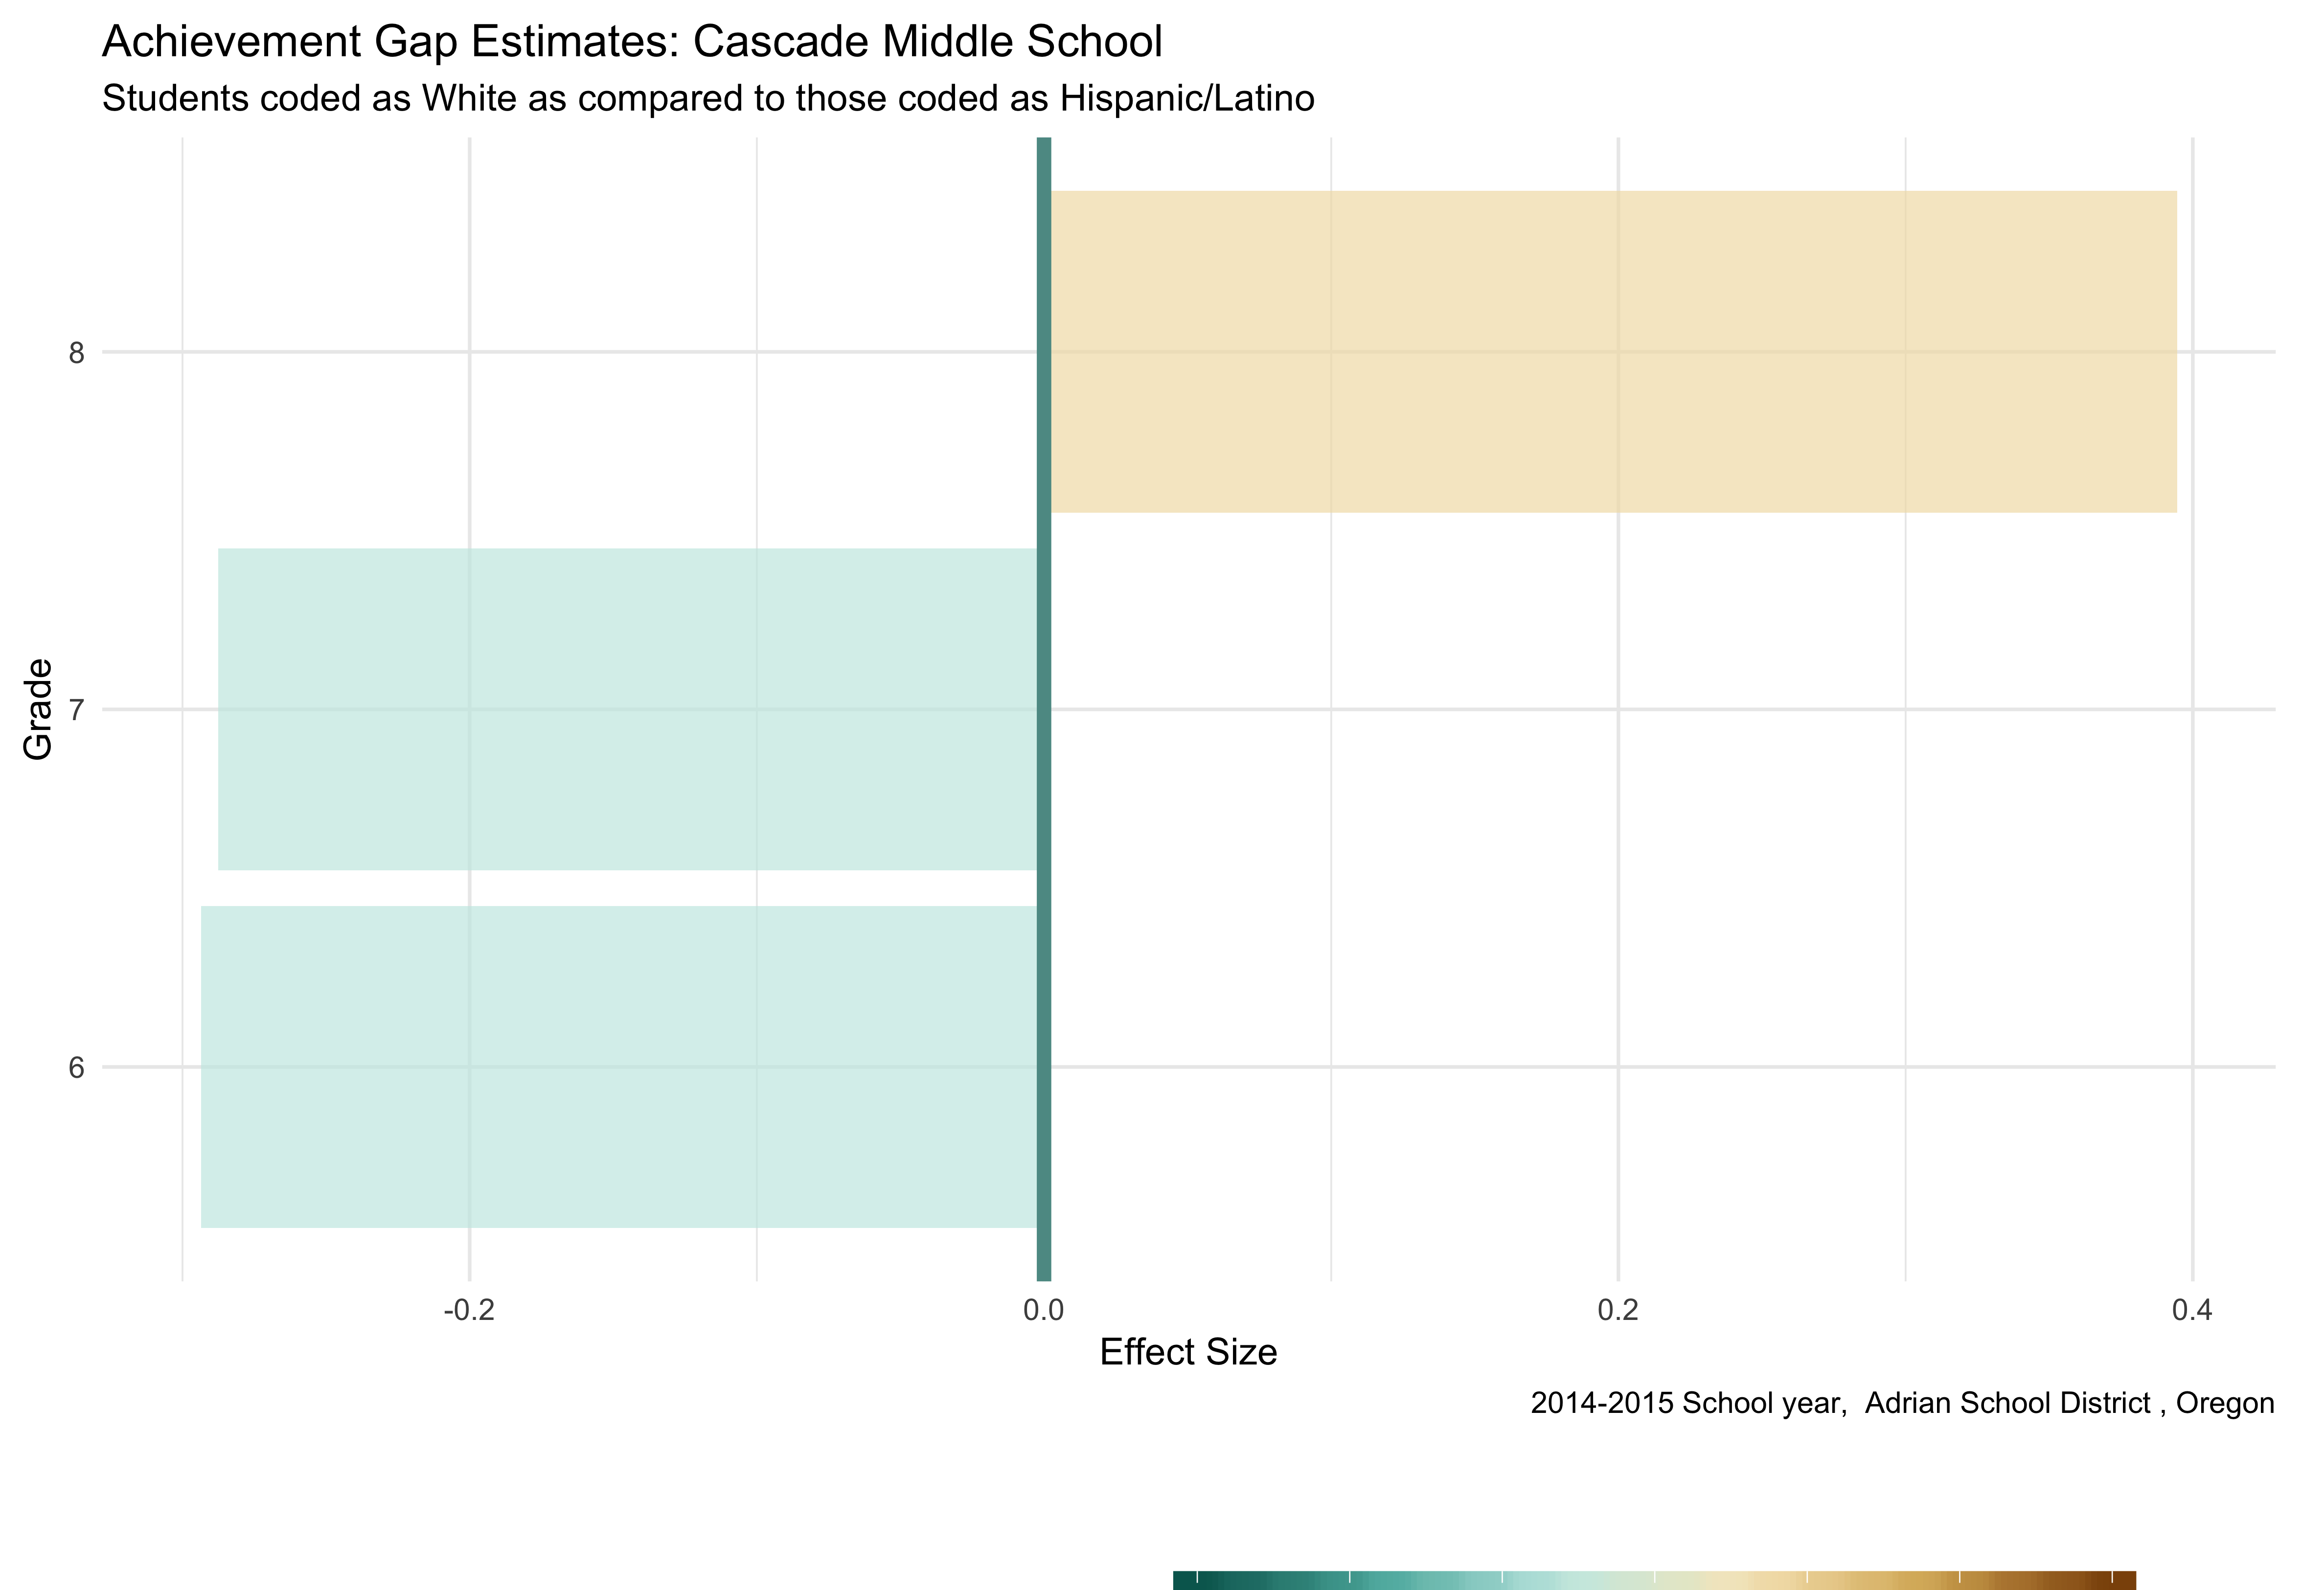 Achievement Gap Estimates: Cascade Middle School
Students coded as White as compared to those coded as Hispanic/Latino
8
7
6
Grade
-0.2 0.0 0.2 0.4
Effect Size
2014-2015 School year,  Adrian School District , Oregon